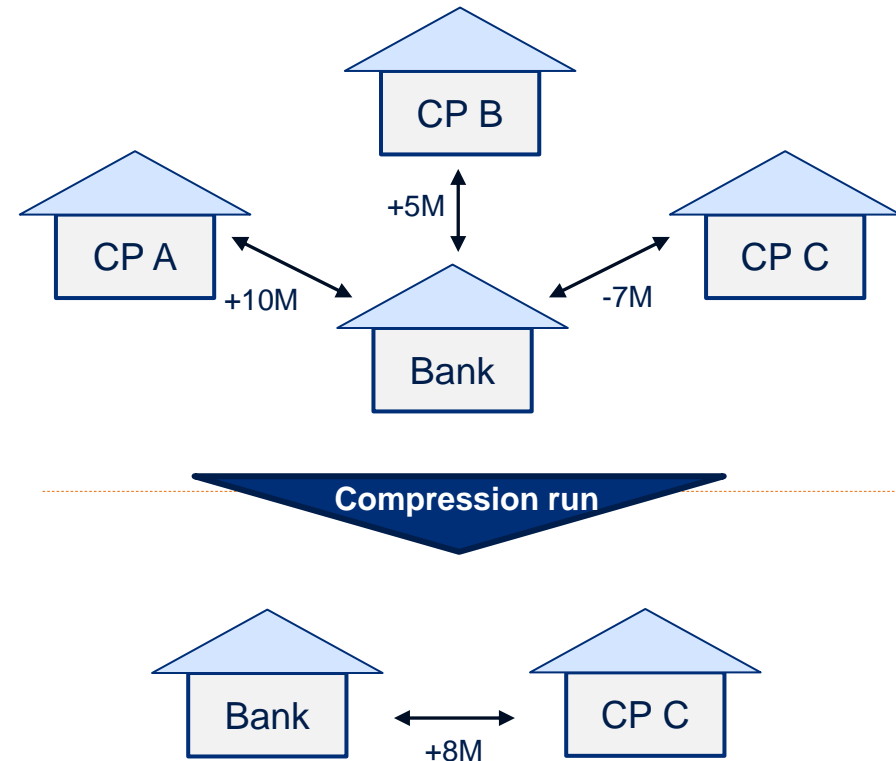 CP B
+5M
CP A
CP C
+10M
-7M
Bank
Compression run
Bank
CP C
+8M